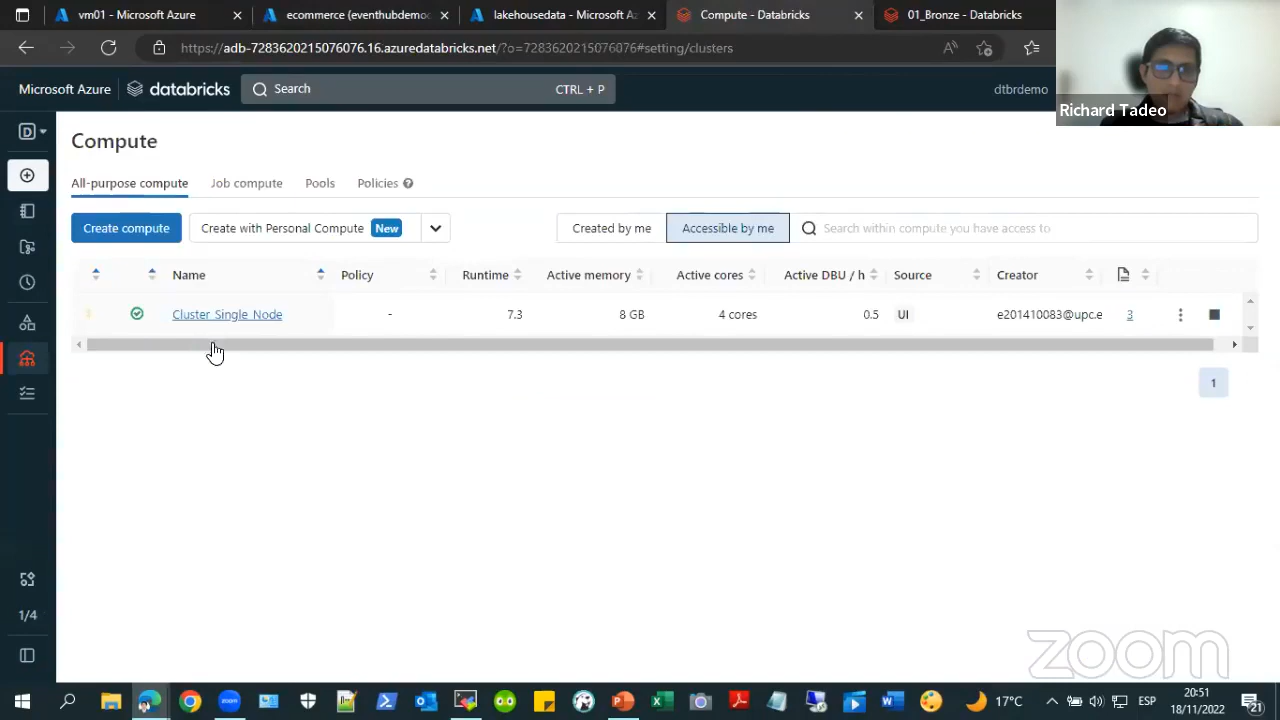 vm01 - Microsoft Azure
ecommerce (eventhubdemo
lakehousedata - Microsoft Az
Compute - Databricks
01_Bronze - Databricks
https://adb-7283620215076076.16.azuredatabricks.net/?o=7283620215076076#setting/clusters
Microsoft Azure
databricks
Search
CTRL + P
dtbrdemo
Richard Tadeo
D
Compute
All-purpose compute
Job compute
Pools
Policies
Create compute
Create with Personal Compute New
Created by me
Accessible by me
Search within compute you have access to
Name
Policy
Runtime
Active memory
Active cores
Active DBU / h
Source
Creator
Cluster_Single_Node
-
7.3
8 GB
4 cores
0.5
UI
e201410083@upc.e
3
1
1/4
zoom
17°C
ESP
20:51
18/11/2022
21